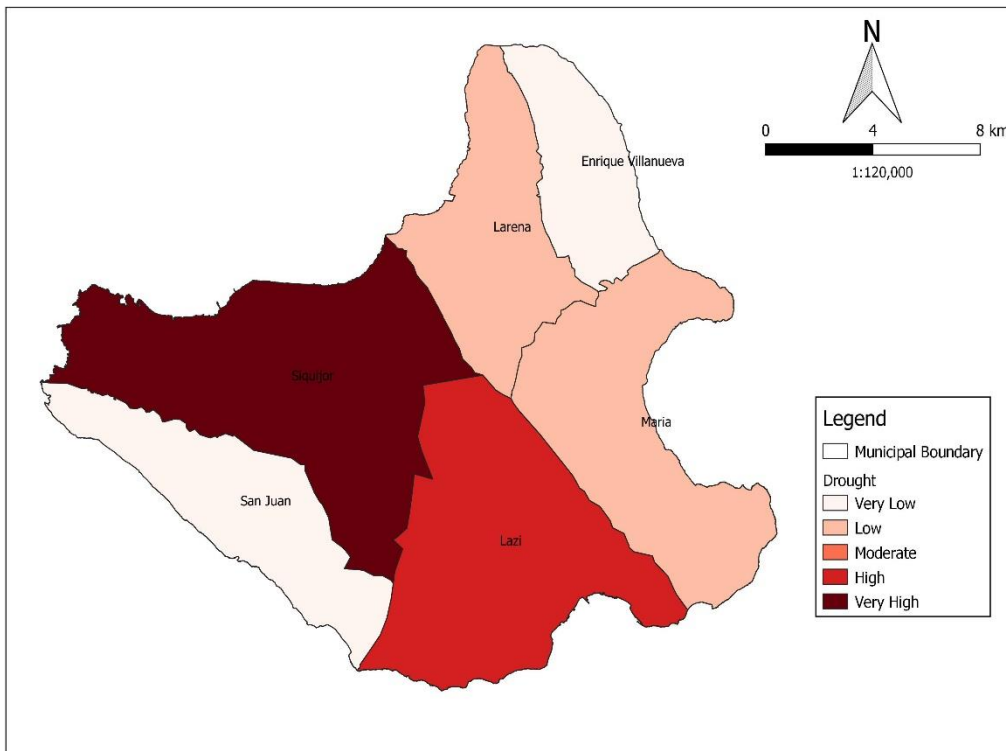 N
0 4 8 km
1:120,000
Enrique Villanueva
Larena
Siquijor
Maria
San Juan
Lazi
Legend
Municipal Boundary
Drought
Very Low
Low
Moderate
High
Very High